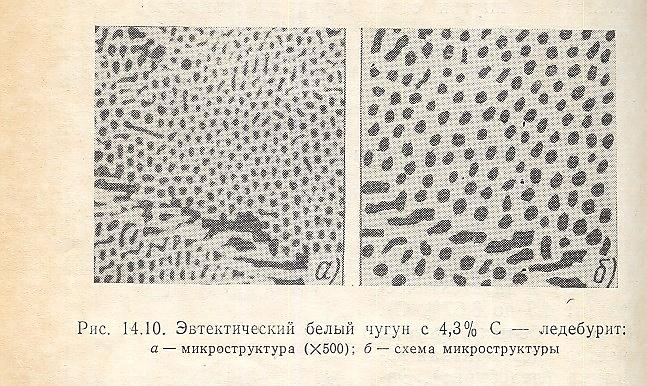 а) б)
Рис. 14.10. Эвтектический белый чугун с 4,3% С — ледебурит:
а — микроструктура (×500); б — схема микроструктуры